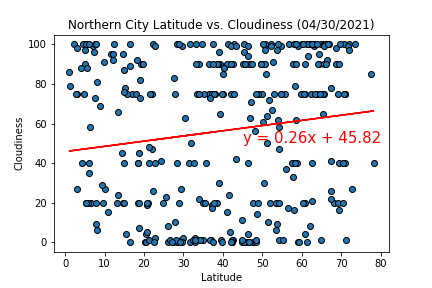 Northern City Latitude vs. Cloudiness (04/30/2021)
100
80
60
40
20
0
Cloudiness
y = 0.26x + 45.82
0 10 20 30 40 50 60 70 80
Latitude